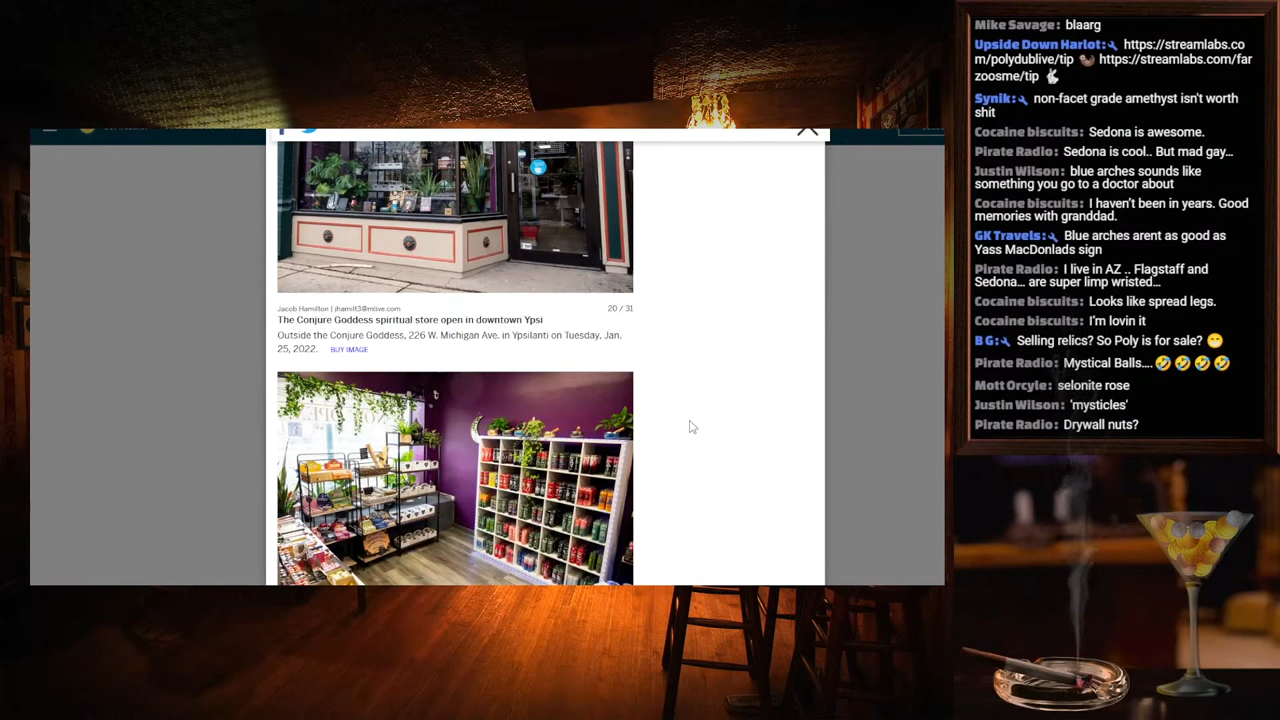 Jacob Hamilton | jhamilt3@mlive.com
20 / 31
The Conjure Goddess spiritual store open in downtown Ypsi
Outside the Conjure Goddess, 226 W. Michigan Ave. in Ypsilanti on Tuesday, Jan.
25, 2022. BUY IMAGE
Mike Savage: blaarg
Upside Down Harlot: https://streamlabs.co
m/polydublive/tip https://streamlabs.com/far
zoosme/tip
Synik: non-facet grade amethyst isn't worth
shit
Cocaine biscuits: Sedona is awesome.
Pirate Radio: Sedona is cool.. But mad gay...
Justin Wilson: blue arches sounds like
something you go to a doctor about
Cocaine biscuits: I haven't been in years. Good
memories with granddad.
GK Travels: Blue arches arent as good as
Yass MacDonlads sign
Pirate Radio: I live in AZ .. Flagstaff and
Sedona... are super limp wristed...
Cocaine biscuits: Looks like spread legs.
Cocaine biscuits: I'm lovin it
B G: Selling relics? So Poly is for sale? 😁
Pirate Radio: Mystical Balls.... 🤣 🤣 🤣 🤣
Mott Orcyle: selonite rose
Justin Wilson: 'mysticles'
Pirate Radio: Drywall nuts?